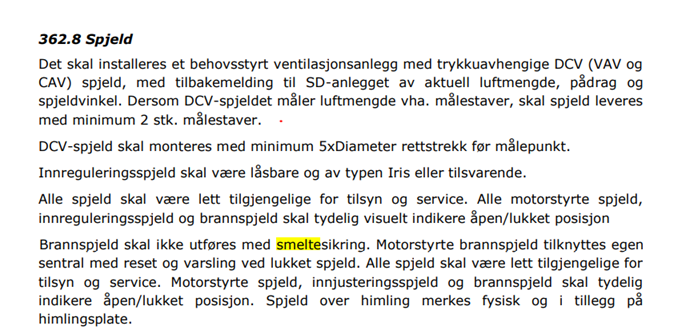 362.8 Spjeld
Det skal installeres et behovsstyrt ventilasjonsanlegg med trykkuavhengige DCV (VAV og
CAV) spjeld, med tilbakemelding til SD-anlegget av aktuell luftmengde, pådrag og
spjeldvinkel. Dersom DCV-spjeldet måler luftmengde vha. målestaver, skal spjeld leveres
med minimum 2 stk. målestaver.
DCV-spjeld skal monteres med minimum 5xDiameter rettstrekk før målepunkt.
Innreguleringsspjeld skal være låsbare og av typen Iris eller tilsvarende.
Alle spjeld skal være lett tilgjengelige for tilsyn og service. Alle motorstyrte spjeld,
innreguleringsspjeld og brannspjeld skal tydelig visuelt indikere åpen/lukket posisjon
Brannspjeld skal ikke utføres med smeltesikring. Motorstyrte brannspjeld tilknyttes egen
sentral med reset og varsling ved lukket spjeld. Alle spjeld skal være lett tilgjengelige for
tilsyn og service. Motorstyrte spjeld, innjusteringsspjeld og brannspjeld skal tydelig
indikere åpen/lukket posisjon. Spjeld over himling merkes fysisk og i tillegg på
himlingsplate.